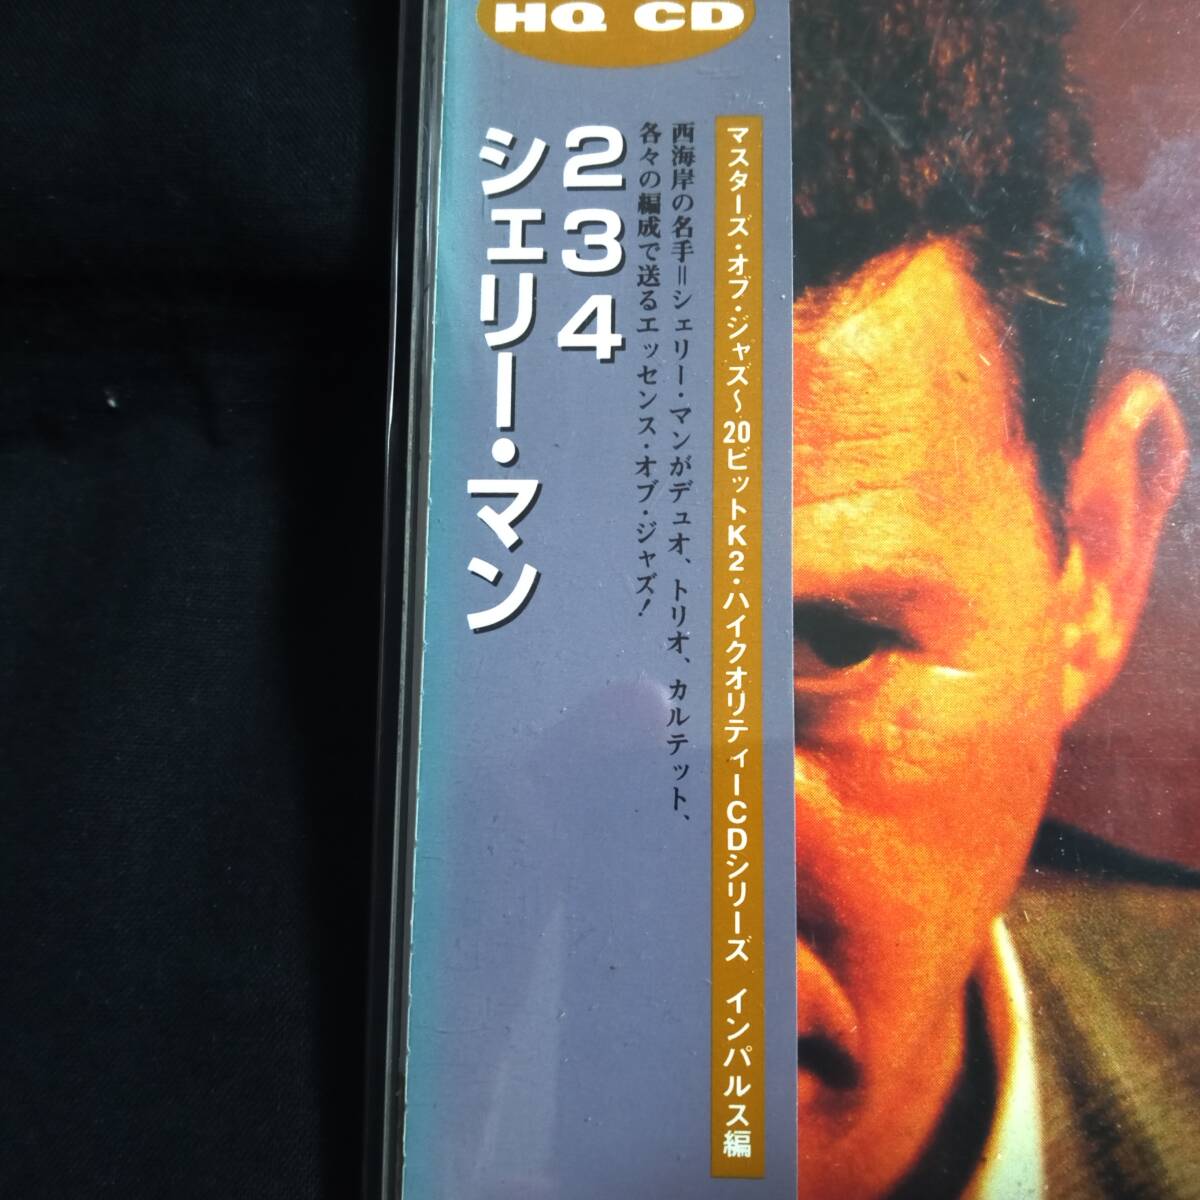 HQ CD
マスターズ・オブ・ジャズ〜20ビットK2・ハイクオリティーCDシリーズ インパルス編
西海岸の名手=シェリー・マンがデュオ、トリオ、カルテット、
各々の編成で送るエッセンス・オブ・ジャズ!
234
シェリー・マン